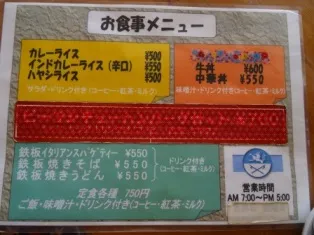 お食事メニュー
カレーライス ¥500
インドカレーライス(辛口) ¥550
ハヤシライス ¥500
サラダ・ドリンク付き(コーヒー・紅茶・ミルク)
牛丼 ¥600
中華丼 ¥550
味噌汁・ドリンク付き(コーヒー・紅茶・ミルク)
鉄板イタリアンスパゲティー ¥550
鉄板焼きそば ¥550
鉄板焼きうどん ¥550
ドリンク付き
(コーヒー・紅茶・ミルク)
定食各種 750円
ご飯・味噌汁・ドリンク付き(コーヒー・紅茶・ミルク)
営業時間
AM 7:00～PM 5:00